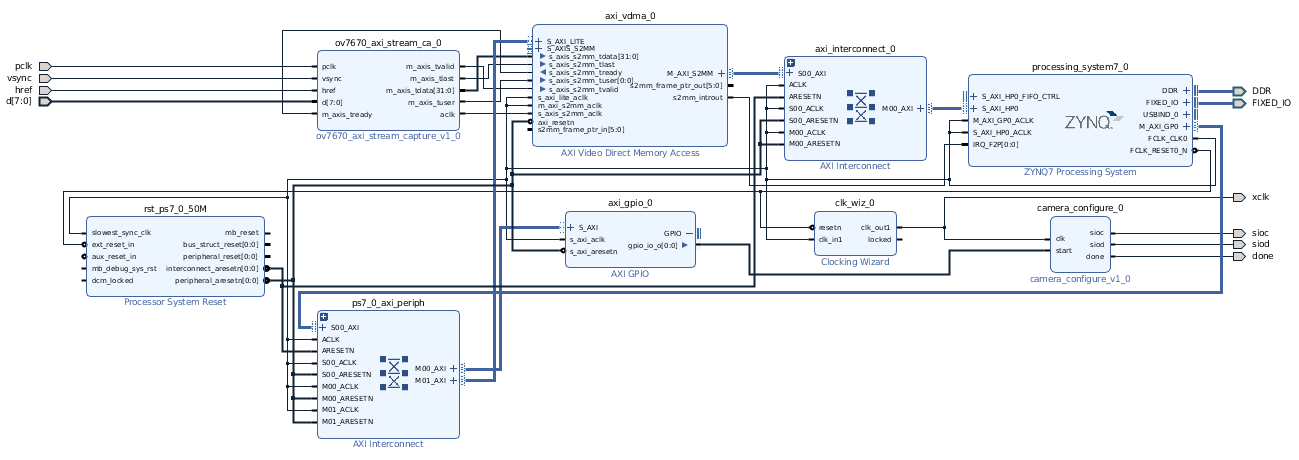 pclk
vsync
href
d[7:0]
ov7670_axi_stream_ca_0
pclk
vsync
href
d[7:0]
m_axis_tready
m_axis_tvalid
m_axis_tlast
m_axis_tdata[31:0]
m_axis_tuser
aclk
ov7670_axi_stream_capture_v1_0
axi_vdma_0
S_AXI_LITE
S_AXIS_S2MM
s_axis_s2mm_tdata[31:0]
s_axis_s2mm_tlast
s_axis_s2mm_tready
s_axis_s2mm_tuser[0:0]
s_axis_s2mm_tvalid
s_axi_lite_aclk
m_axi_s2mm_aclk
s_axis_s2mm_aclk
axi_resetn
s2mm_frame_ptr_in[5:0]
M_AXI_S2MM
s2mm_frame_ptr_out[5:0]
s2mm_introut
AXI Video Direct Memory Access
axi_interconnect_0
S00_AXI
ACLK
ARESETN
S00_ACLK
S00_ARESETN
M00_ACLK
M00_ARESETN
M00_AXI
AXI Interconnect
processing_system7_0
S_AXI_HP0_FIFO_CTRL
S_AXI_HP0
M_AXI_GP0_ACLK
S_AXI_HP0_ACLK
IRQ_F2P[0:0]
ZYNQ
DDR
FIXED_IO
USBIND_0
M_AXI_GP0
FCLK_CLK0
FCLK_RESET0_N
ZYNQ7 Processing System
DDR
FIXED_IO
rst_ps7_0_50M
slowest_sync_clk
ext_reset_in
aux_reset_in
mb_debug_sys_rst
dcm_locked
mb_reset
bus_struct_reset[0:0]
peripheral_reset[0:0]
interconnect_aresetn[0:0]
peripheral_aresetn[0:0]
Processor System Reset
axi_gpio_0
S_AXI
s_axi_aclk
s_axi_aresetn
GPIO
gpio_io_o[0:0]
AXI GPIO
clk_wiz_0
resetn
clk_in1
clk_out1
locked
Clocking Wizard
camera_configure_0
clk
start
sioc
siod
done
camera_configure_v1_0
xclk
sioc
siod
done
ps7_0_axi_periph
S00_AXI
ACLK
ARESETN
S00_ACLK
S00_ARESETN
M00_ACLK
M00_ARESETN
M01_ACLK
M01_ARESETN
M00_AXI
M01_AXI
AXI Interconnect